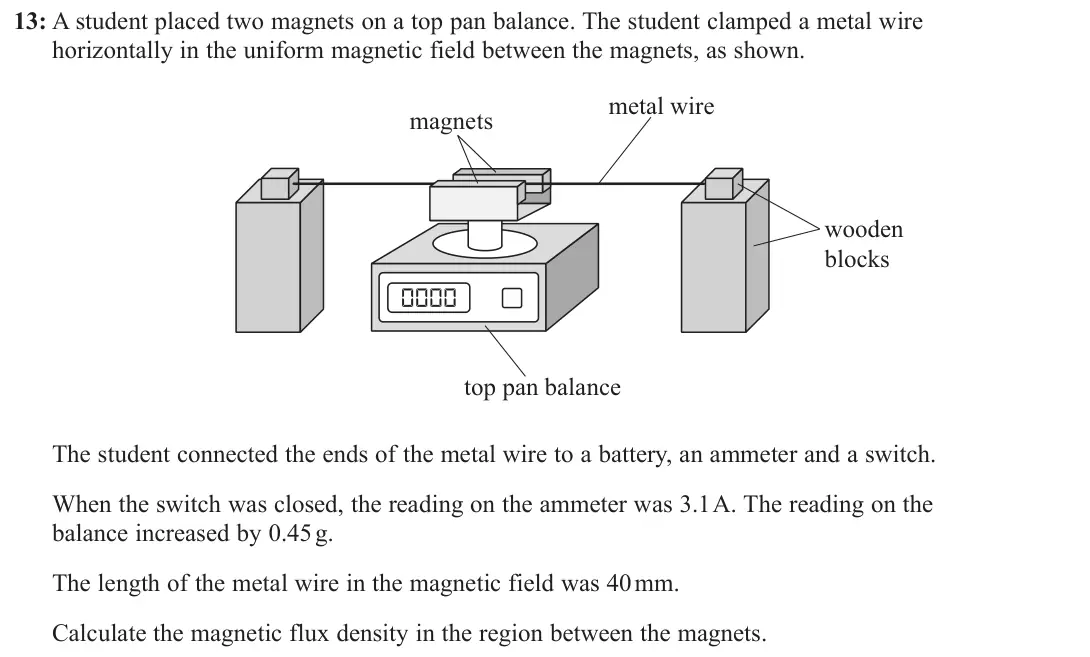 13: A student placed two magnets on a top pan balance. The student clamped a metal wire
horizontally in the uniform magnetic field between the magnets, as shown.
metal wire
magnets
wooden
blocks
0000
top pan balance
The student connected the ends of the metal wire to a battery, an ammeter and a switch.
When the switch was closed, the reading on the ammeter was 3.1 A. The reading on the
balance increased by 0.45 g.
The length of the metal wire in the magnetic field was 40 mm.
Calculate the magnetic flux density in the region between the magnets.